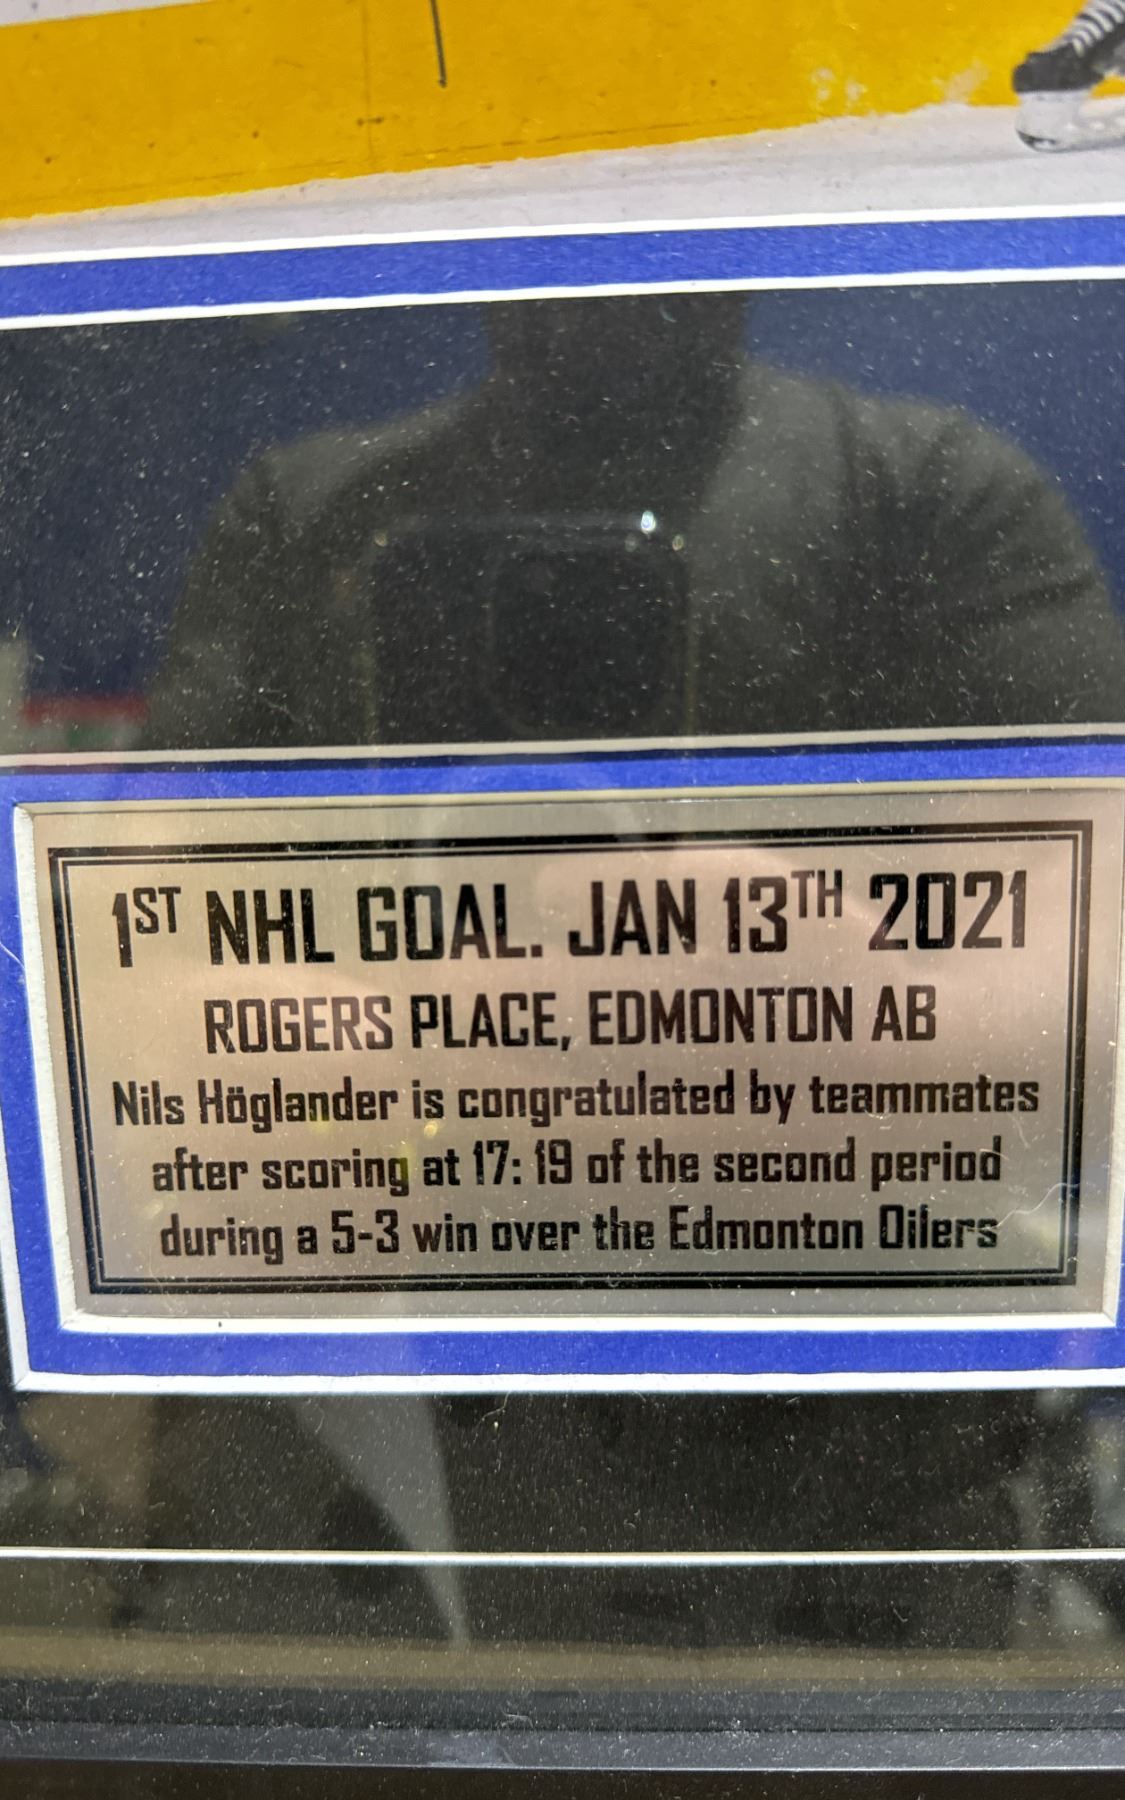 1ST NHL GOAL. JAN 13TH 2021
ROGERS PLACE, EDMONTON AB
Nils Höglander is congratulated by teammates
after scoring at 17: 19 of the second period
during a 5-3 win over the Edmonton Oilers